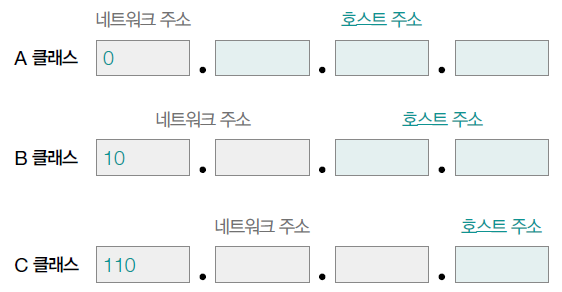 네트워크 주소 호스트 주소
A 클래스 0 . . .
네트워크 주소 호스트 주소
B 클래스 10 . . .
네트워크 주소 호스트 주소
C 클래스 110 . . .